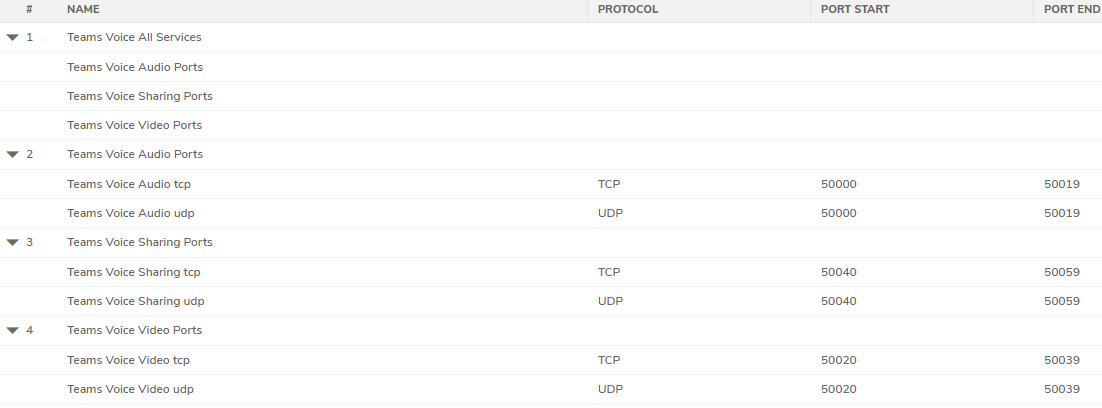 # NAME PROTOCOL PORT START PORT END
1 Teams Voice All Services
Teams Voice Audio Ports
Teams Voice Sharing Ports
Teams Voice Video Ports
2 Teams Voice Audio Ports
Teams Voice Audio tcp TCP 50000 50019
Teams Voice Audio udp UDP 50000 50019
3 Teams Voice Sharing Ports
Teams Voice Sharing tcp TCP 50040 50059
Teams Voice Sharing udp UDP 50040 50059
4 Teams Voice Video Ports
Teams Voice Video tcp TCP 50020 50039
Teams Voice Video udp UDP 50020 50039